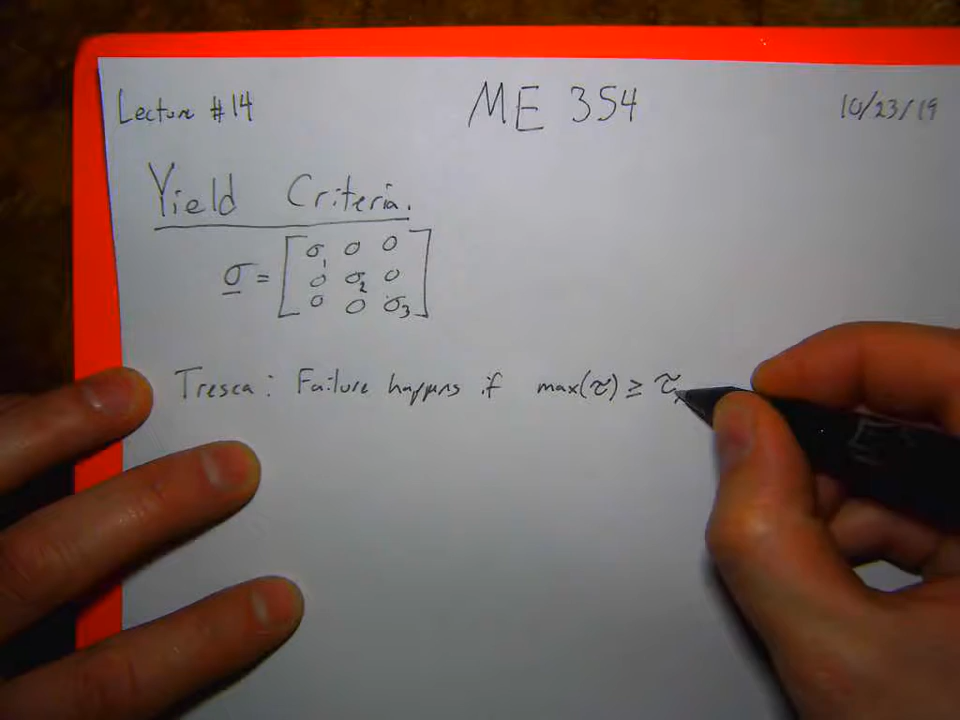 Lecture #14 ME 354 10/23/19
Yield Criteria.
σ = [σ1 0 0
0 σ2 0
0 0 σ3]
Tresca: Failure happens if max(τ) ≥ τ